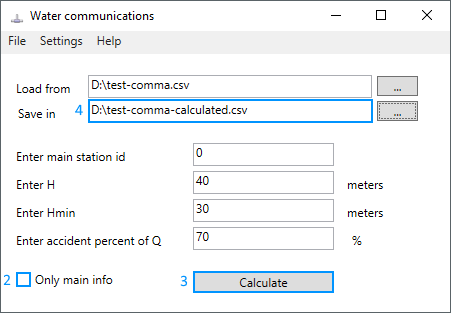 Water communications
File Settings Help
Load from D:\test-comma.csv ...
Save in 4 D:\test-comma-calculated.csv ...
Enter main station id 0
Enter H 40 meters
Enter Hmin 30 meters
Enter accident percent of Q 70 %
2 Only main info 3 Calculate